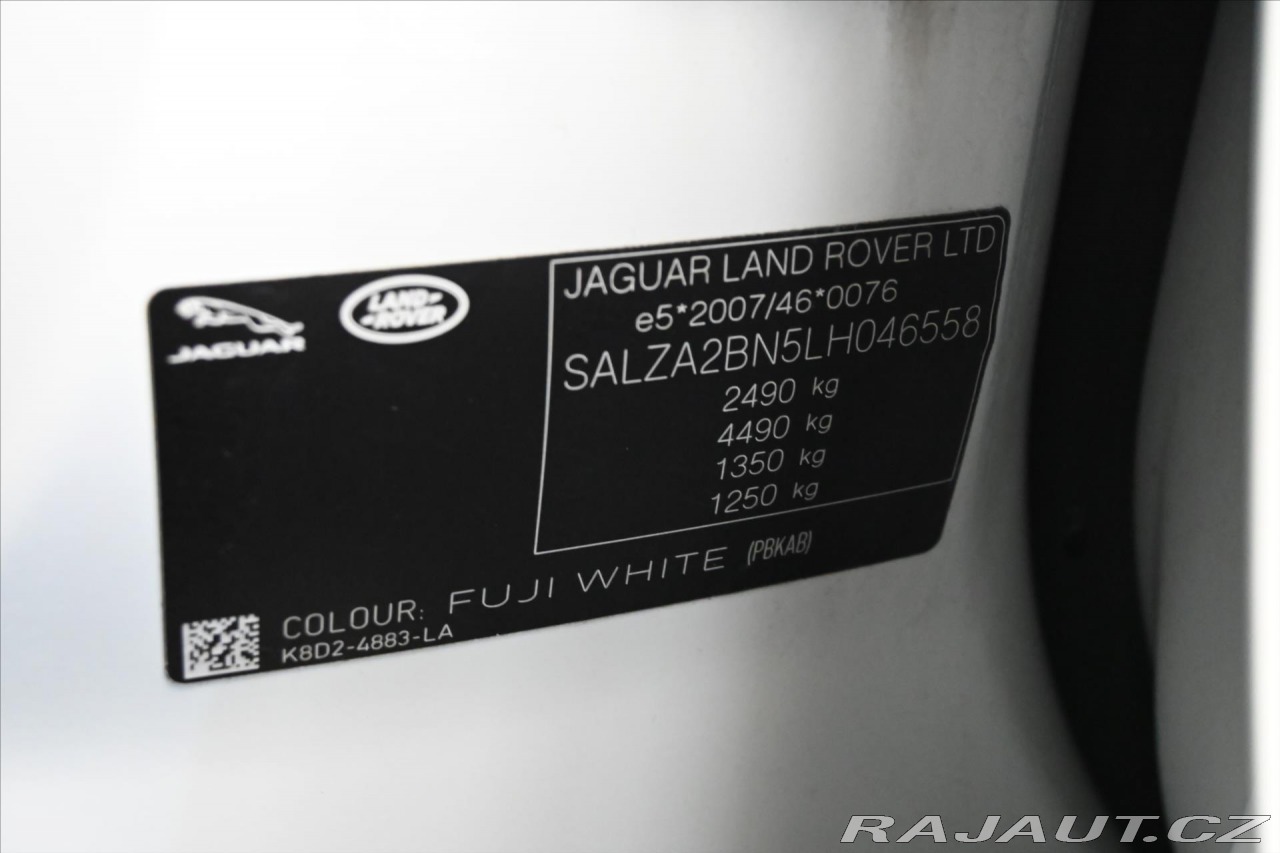 JAGUAR
LAND
ROVER
JAGUAR LAND ROVER LTD
e5*2007/46*0076
SALZA2BN5LH046558
2490 kg
4490 kg
1350 kg
1250 kg
COLOUR: FUJI WHITE (PBKAB)
K8D2-4883-LA
RAJAUT.CZ